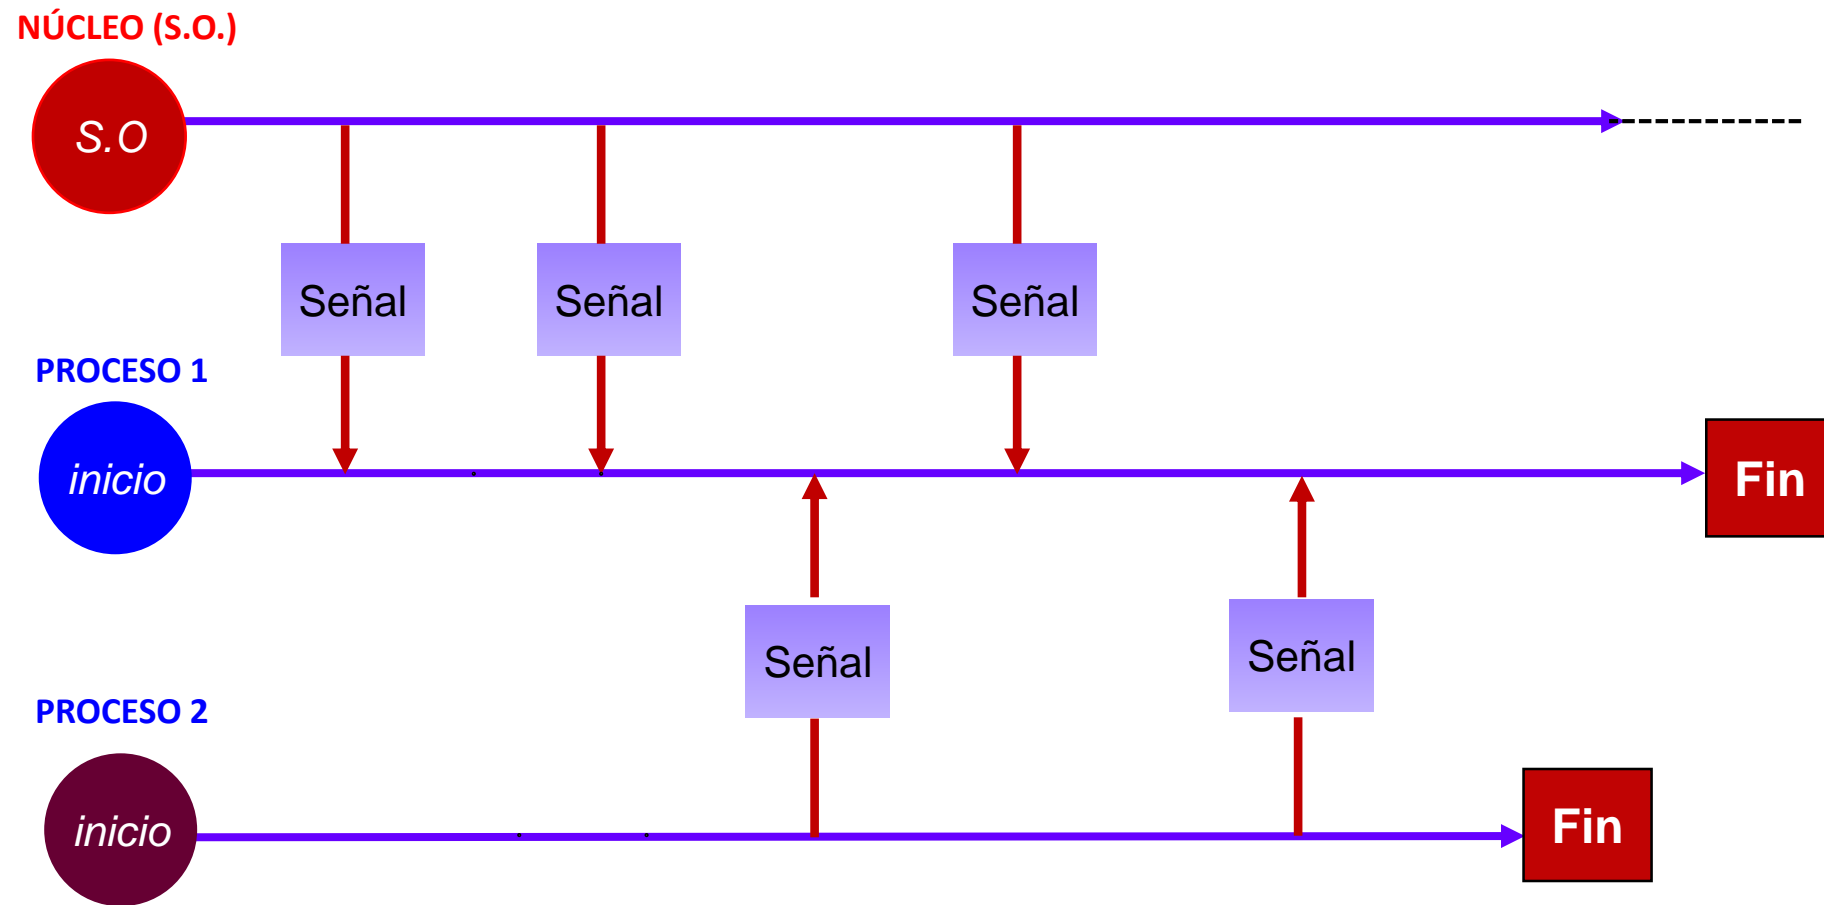 NÚCLEO (S.O.)
S.O
Señal
Señal
Señal
PROCESO 1
inicio
Fin
Señal
Señal
PROCESO 2
inicio
Fin